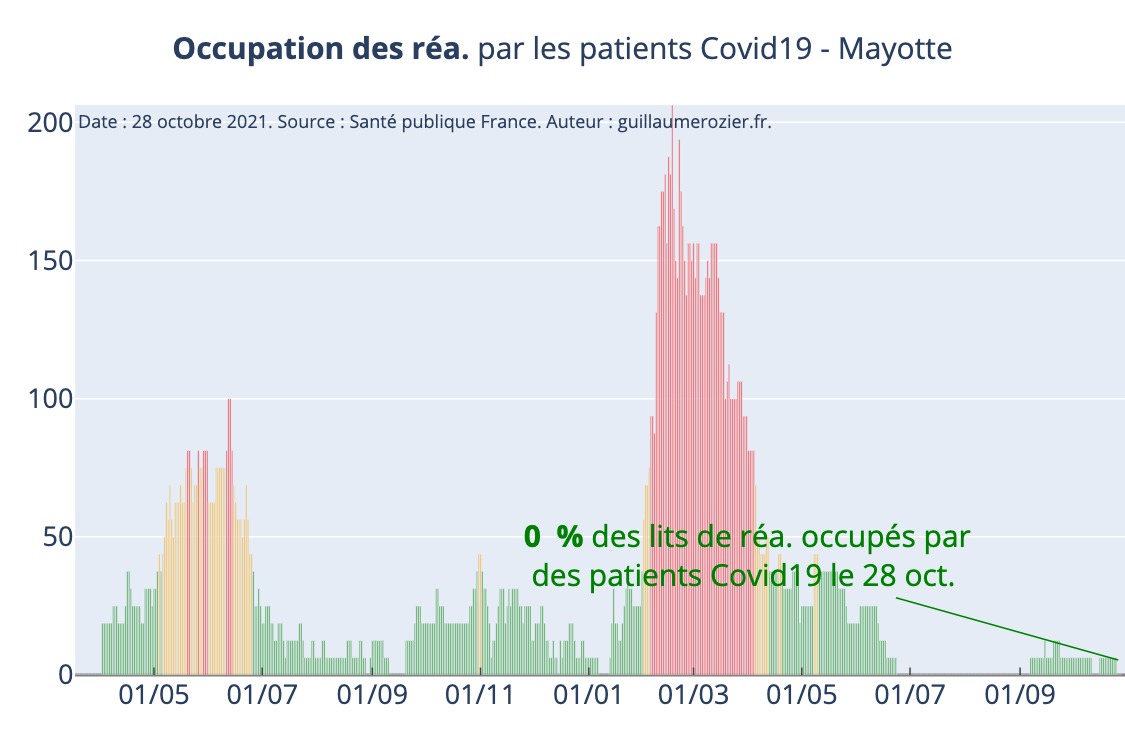 Occupation des réa. par les patients Covid19 - Mayotte
200
Date : 28 octobre 2021. Source : Santé publique France. Auteur : guillaumerozier.fr.
150
100
50
0 % des lits de réa. occupés par
des patients Covid19 le 28 oct.
0
01/05 01/07 01/09 01/11 01/01 01/03 01/05 01/07 01/09